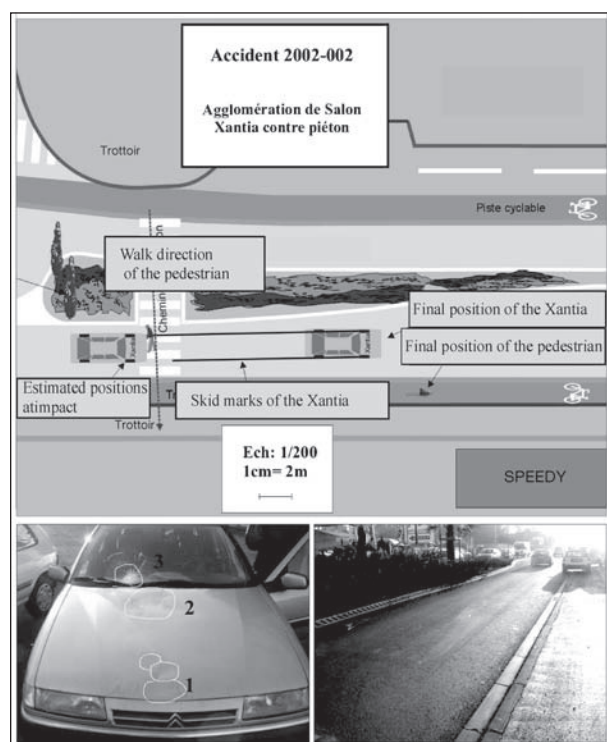 Accident 2002-002
Agglomération de Salon
Xantia contre piéton
Trottoir
Piste cyclable
Walk direction
of the pedestrian
Final position of the Xantia
Final position of the pedestrian
Xantia
Xantia
Estimated positions
atimpact
Skid marks of the Xantia
Trottoir
Ech: 1/200
1cm= 2m
SPEEDY
3
2
1